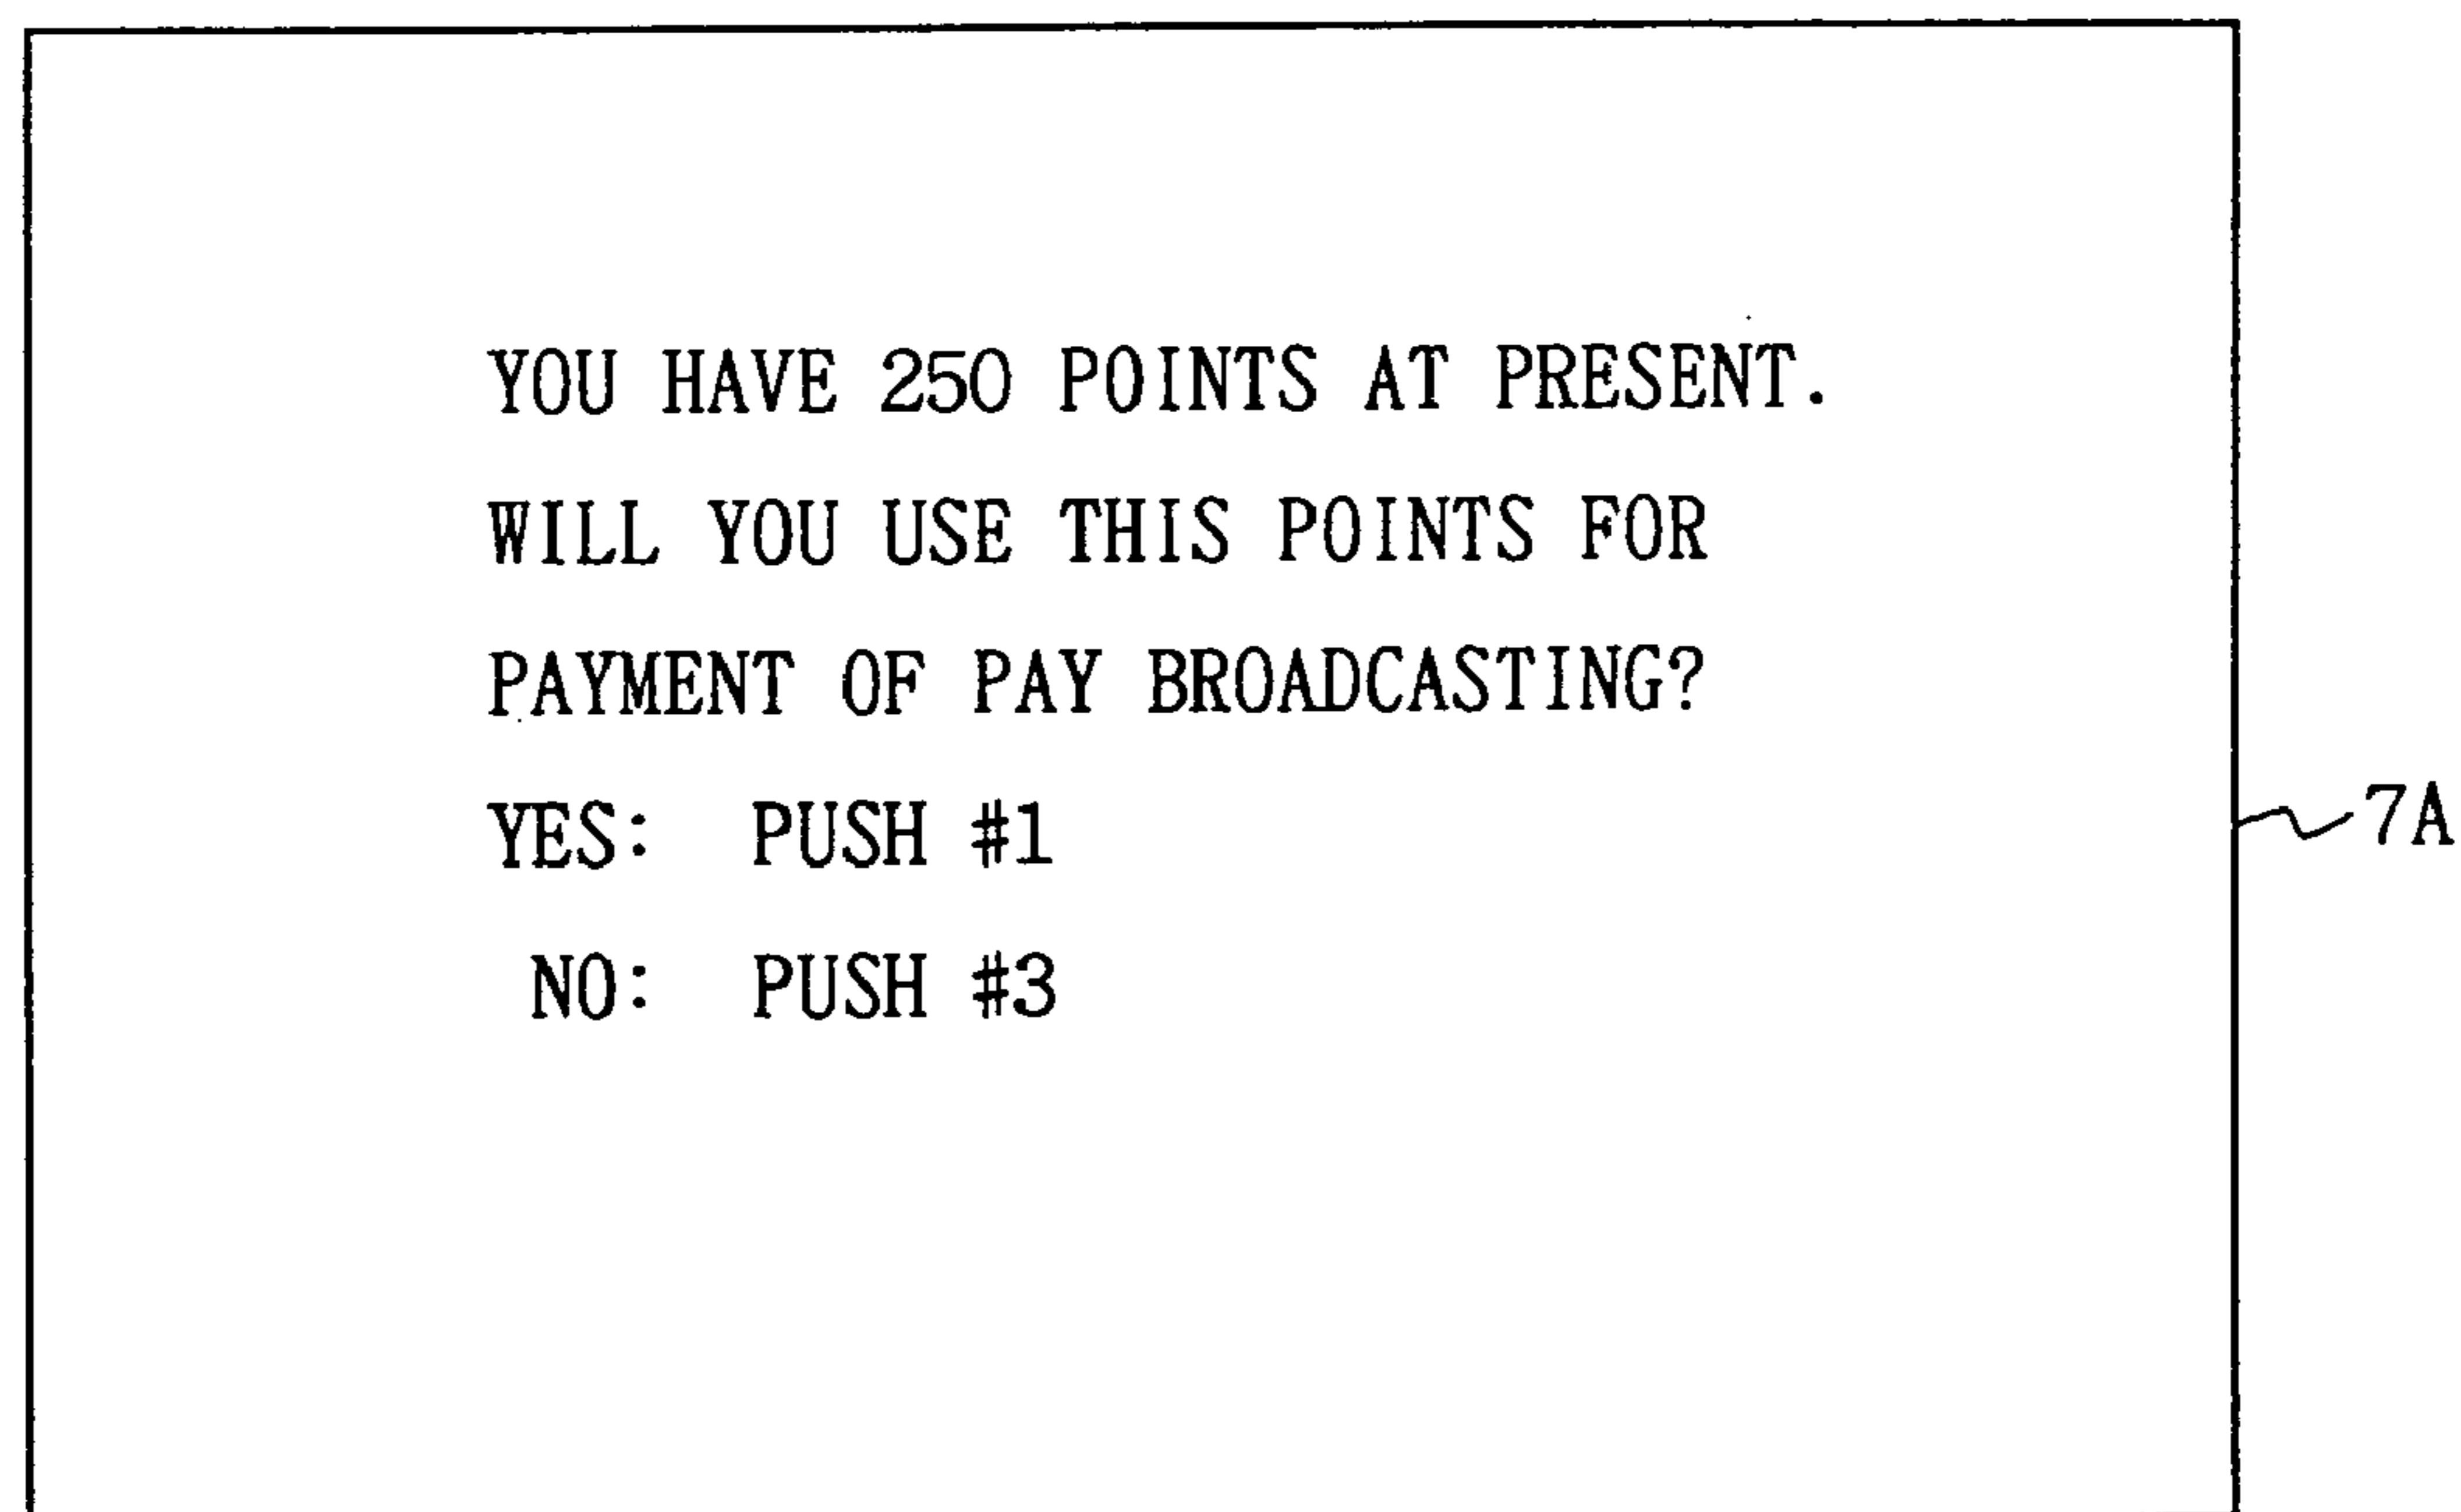 YOU HAVE 250 POINTS AT PRESENT.
WILL YOU USE THIS POINTS FOR
PAYMENT OF PAY BROADCASTING?
YES: PUSH #1
7A
NO: PUSH #3